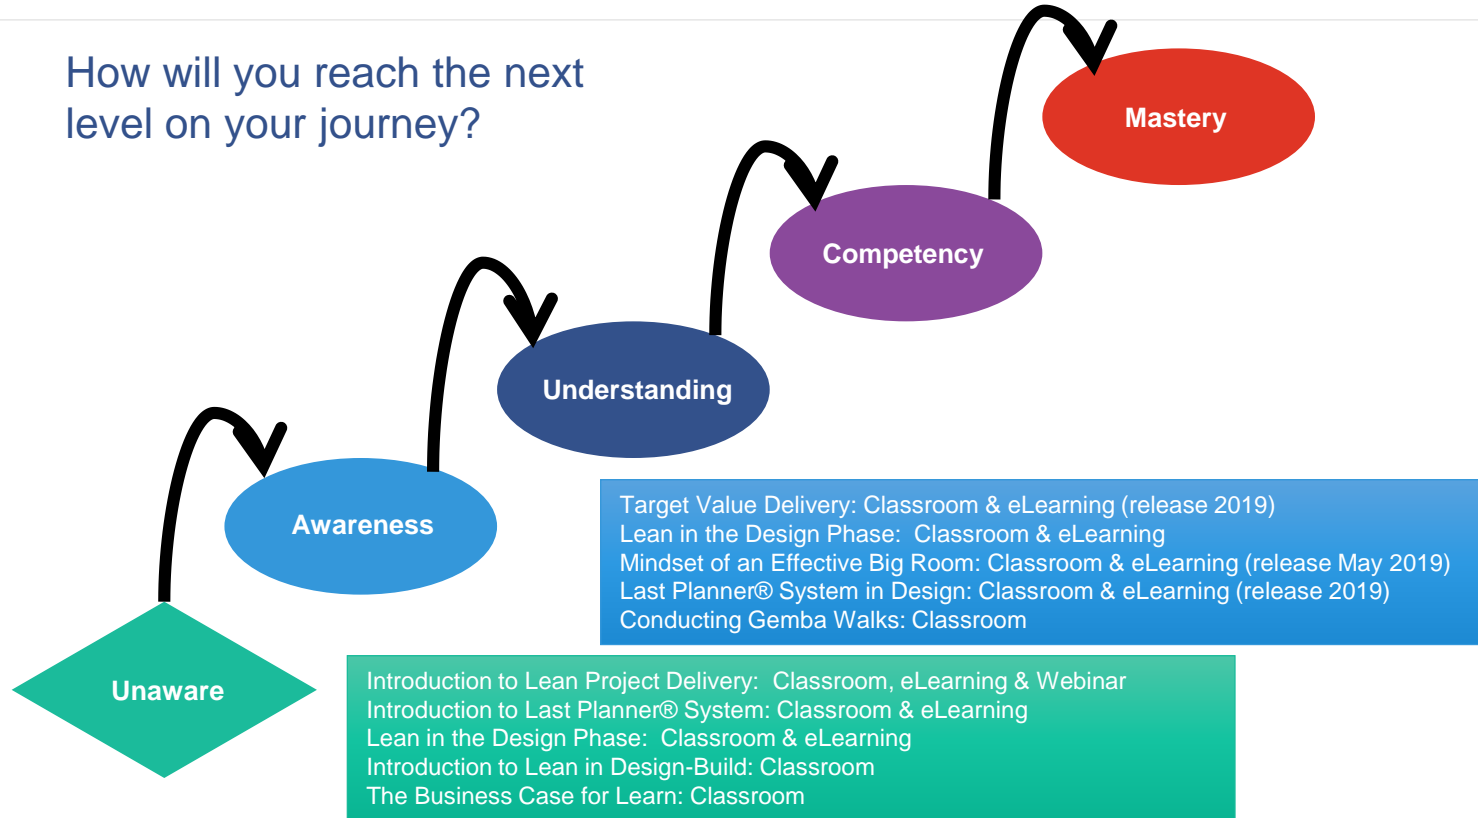 How will you reach the next
level on your journey?
Mastery
Competency
Understanding
Awareness
Target Value Delivery: Classroom & eLearning (release 2019)
Lean in the Design Phase:  Classroom & eLearning
Mindset of an Effective Big Room: Classroom & eLearning (release May 2019)
Last Planner® System in Design: Classroom & eLearning (release 2019)
Conducting Gemba Walks: Classroom
Unaware
Introduction to Lean Project Delivery:  Classroom, eLearning & Webinar
Introduction to Last Planner® System: Classroom & eLearning
Lean in the Design Phase:  Classroom & eLearning
Introduction to Lean in Design-Build: Classroom
The Business Case for Learn: Classroom